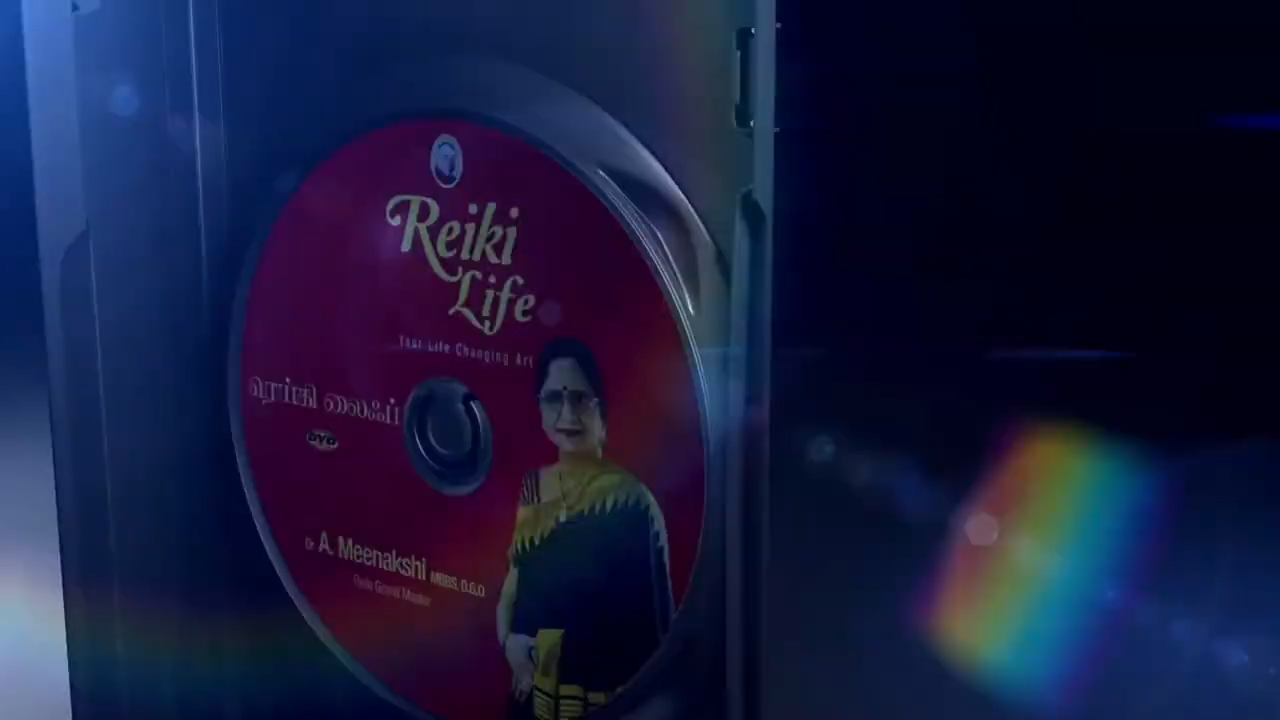 Reiki
Life
Your Life Changing Art
ரெய்கி லைஃப்
DVD
Dr A. Meenakshi MBBS, D.G.O
Reiki Grand Master